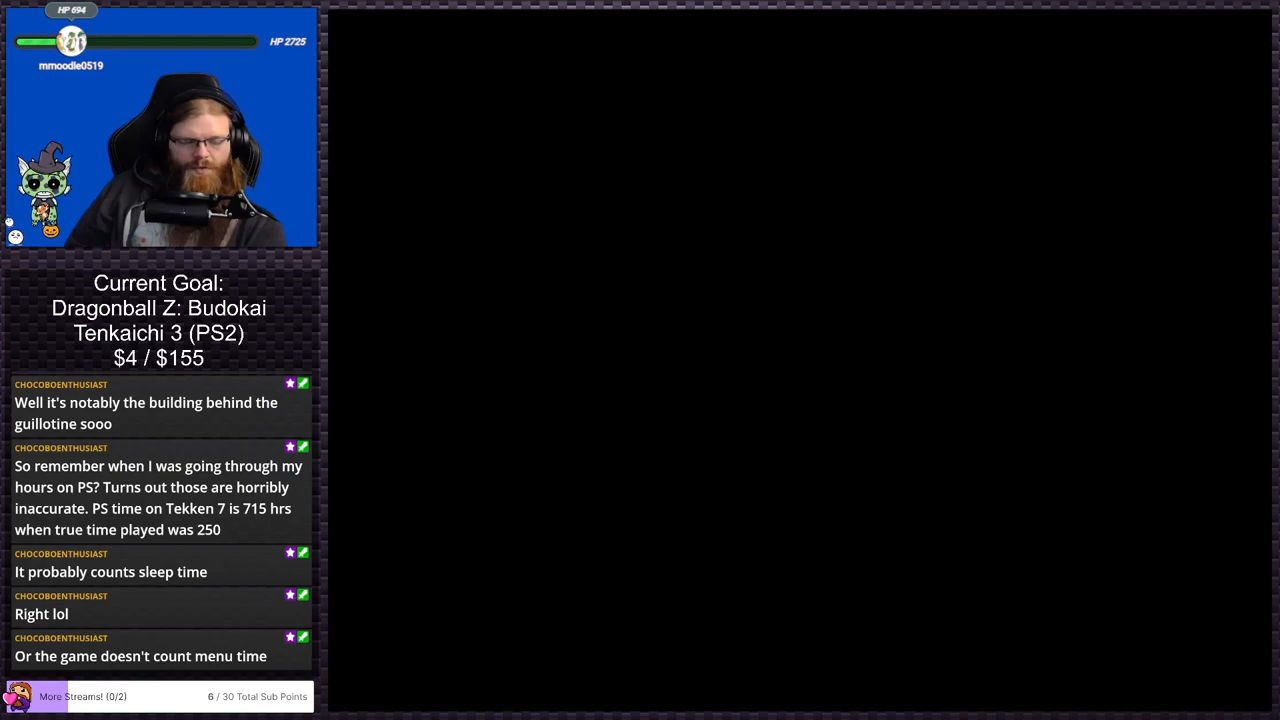 HP 694
HP 2725
mmoodle0519
Current Goal:
Dragonball Z: Budokai
Tenkaichi 3 (PS2)
$4 / $155
CHOCOBOENTHUSIAST
Well it's notably the building behind the
guillotine sooo
CHOCOBOENTHUSIAST
So remember when I was going through my
hours on PS? Turns out those are horribly
inaccurate. PS time on Tekken 7 is 715 hrs
when true time played was 250
CHOCOBOENTHUSIAST
It probably counts sleep time
CHOCOBOENTHUSIAST
Right lol
CHOCOBOENTHUSIAST
Or the game doesn't count menu time
More Streams! (0/2)
6 / 30 Total Sub Points